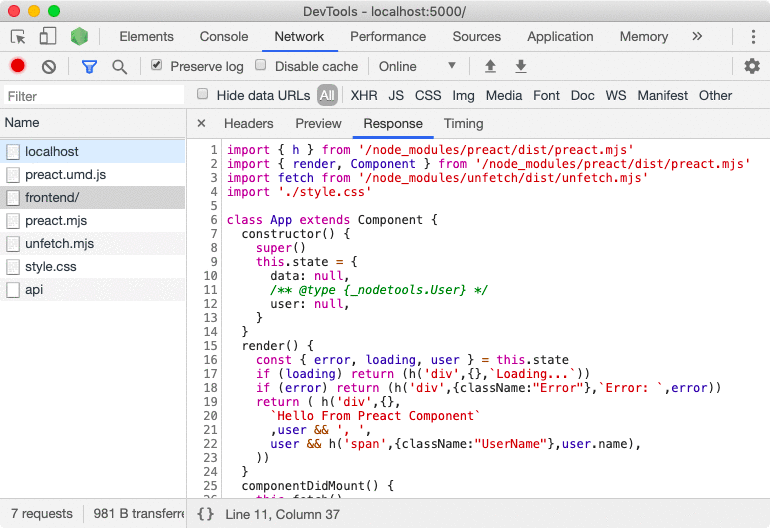 DevTools - localhost:5000/
Elements Console Network Performance Sources Application Memory »
Preserve log Disable cache Online
Filter Hide data URLs All XHR JS CSS Img Media Font Doc WS Manifest Other
Name × Headers Preview Response Timing
localhost
preact.umd.js
frontend/
preact.mjs
unfetch.mjs
style.css
api
1 import { h } from '/node_modules/preact/dist/preact.mjs'
2 import { render, Component } from '/node_modules/preact/dist/preact.mjs'
3 import fetch from '/node_modules/unfetch/dist/unfetch.mjs'
4 import './style.css'
5
6 class App extends Component {
7   constructor() {
8     super()
9     this.state = {
10       data: null,
11       /** @type {_nodetools.User} */
12       user: null,
13     }
14   }
15   render() {
16     const { error, loading, user } = this.state
17     if (loading) return (h('div',{},`Loading...`))
18     if (error) return (h('div',{className:"Error"},`Error: `,error))
19     return ( h('div',{},
20       `Hello From Preact Component`
21       ,user && ', ',
22       user && h('span',{className:"UserName"},user.name),
23     ))
24   }
25   componentDidMount() {
26     this.fetch()
7 requests 981 B transferre {} Line 11, Column 37